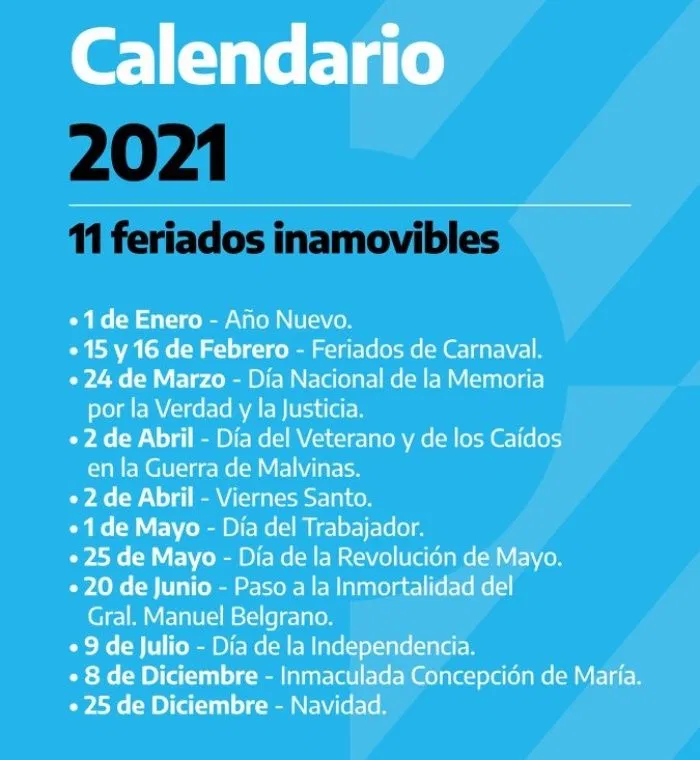 Calendario
2021
11 feriados inamovibles
• 1 de Enero - Año Nuevo.
• 15 y 16 de Febrero - Feriados de Carnaval.
• 24 de Marzo - Día Nacional de la Memoria
por la Verdad y la Justicia.
• 2 de Abril - Día del Veterano y de los Caídos
en la Guerra de Malvinas.
• 2 de Abril - Viernes Santo.
• 1 de Mayo - Día del Trabajador.
• 25 de Mayo - Día de la Revolución de Mayo.
• 20 de Junio - Paso a la Inmortalidad del
Gral. Manuel Belgrano.
• 9 de Julio - Día de la Independencia.
• 8 de Diciembre - Inmaculada Concepción de María.
• 25 de Diciembre - Navidad.